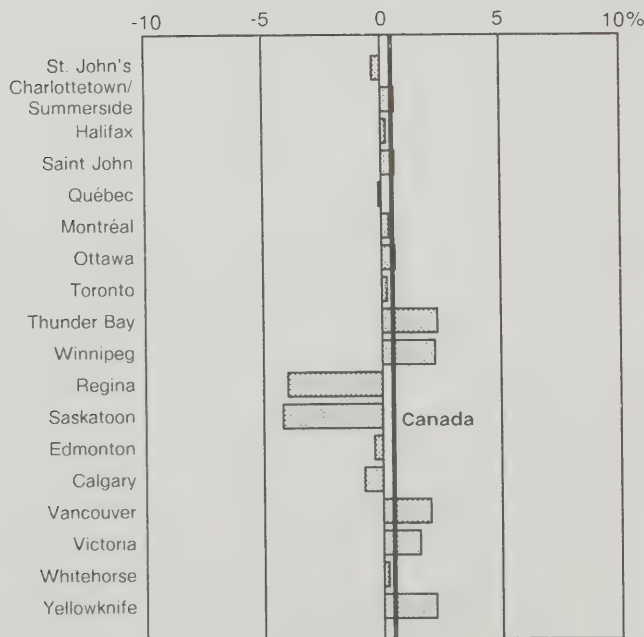 -10 -5 0 5 10%
St. John's
Charlottetown/
Summerside
Halifax
Saint John
Québec
Montréal
Ottawa
Toronto
Thunder Bay
Winnipeg
Regina
Saskatoon
Canada
Edmonton
Calgary
Vancouver
Victoria
Whitehorse
Yellowknife